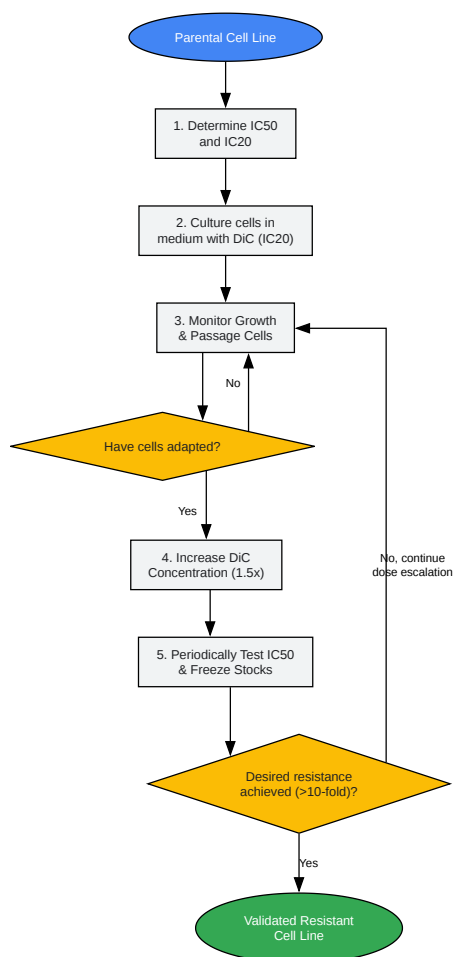 Parental Cell Line
1. Determine IC50
and IC20
2. Culture cells in
medium with DiC (IC20)
3. Monitor Growth
& Passage Cells
No
Have cells adapted?
Yes
4. Increase DiC
Concentration (1.5x)
No, continue
dose escalation
5. Periodically Test IC50
& Freeze Stocks
Desired resistance
achieved (>10-fold)?
Yes
Validated Resistant
Cell Line